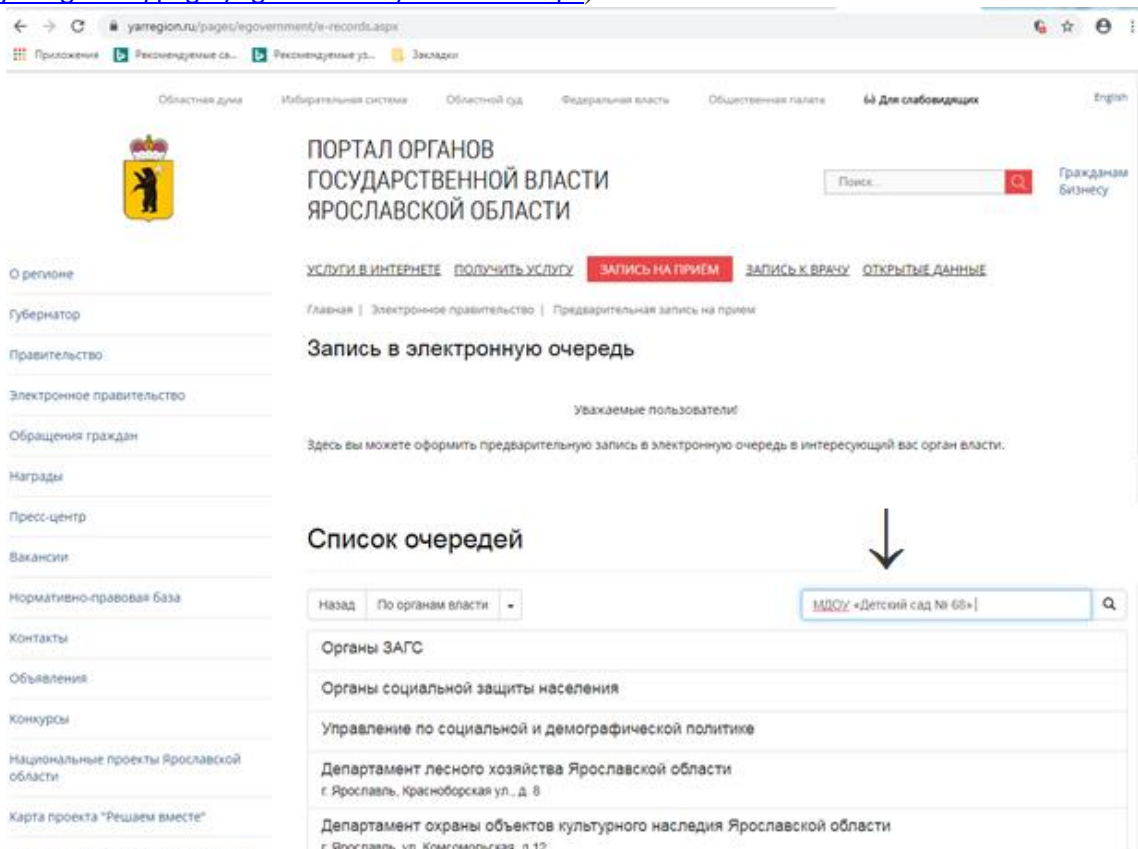 yarregion.ru/pages/egovernment/e-records.aspx
Приложения Рекомендуемые са... Рекомендуемые уз... Закладки
Областная дума Избирательная система Областной суд Федеральная власть Общественная палата Для слабовидящих English
ПОРТАЛ ОРГАНОВ
ГОСУДАРСТВЕННОЙ ВЛАСТИ
ЯРОСЛАВСКОЙ ОБЛАСТИ
Поиск...
Гражданам
Бизнесу
УСЛУГИ В ИНТЕРНЕТЕ ПОЛУЧИТЬ УСЛУГУ ЗАПИСЬ НА ПРИЁМ ЗАПИСЬ К ВРАЧУ ОТКРЫТЫЕ ДАННЫЕ
Главная | Электронное правительство | Предварительная запись на прием
Запись в электронную очередь
Уважаемые пользователи!
Здесь вы можете оформить предварительную запись в электронную очередь в интересующий вас орган власти.
О регионе
Губернатор
Правительство
Электронное правительство
Обращения граждан
Награды
Пресс-центр
Вакансии
Нормативно-правовая база
Контакты
Объявления
Конкурсы
Национальные проекты Ярославской
области
Карта проекта "Решаем вместе"
Список очередей
Назад По органам власти
МДОУ «Детский сад № 68»
Органы ЗАГС
Органы социальной защиты населения
Управление по социальной и демографической политике
Департамент лесного хозяйства Ярославской области
г. Ярославль, Красноборская ул., д. 8
Департамент охраны объектов культурного наследия Ярославской области
г. Ярославль, ул. Комсомольская, д.12